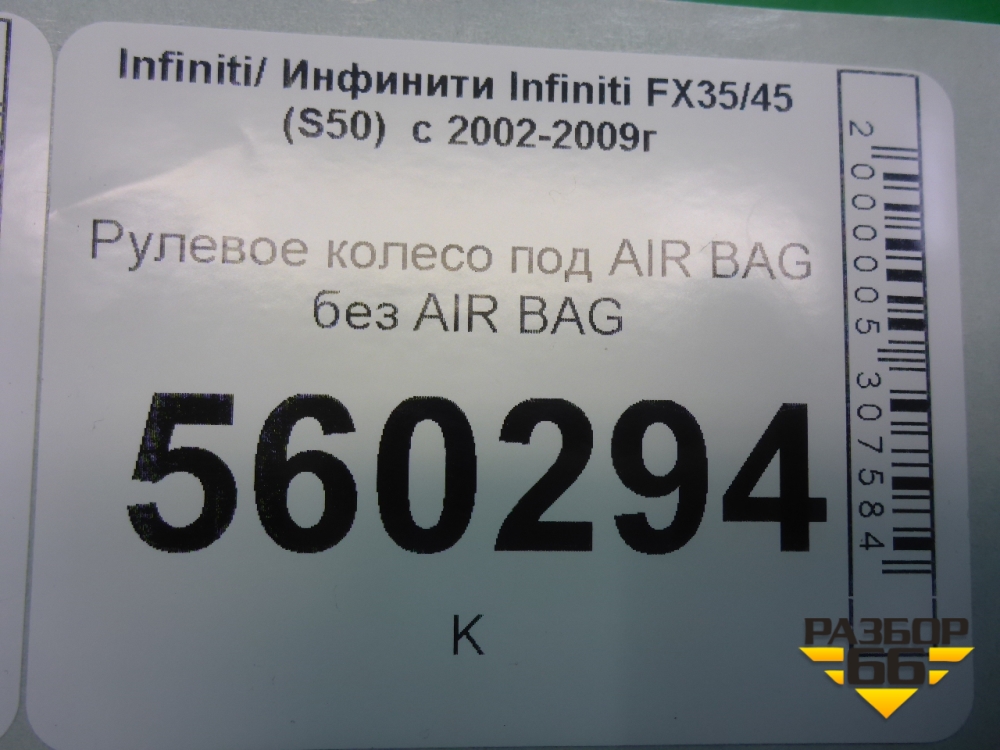 Infiniti/ Инфинити Infiniti FX35/45
(S50) с 2002-2009г
Рулевое колесо под AIR BAG
без AIR BAG
560294
К
2000005307584
РАЗБОР
66